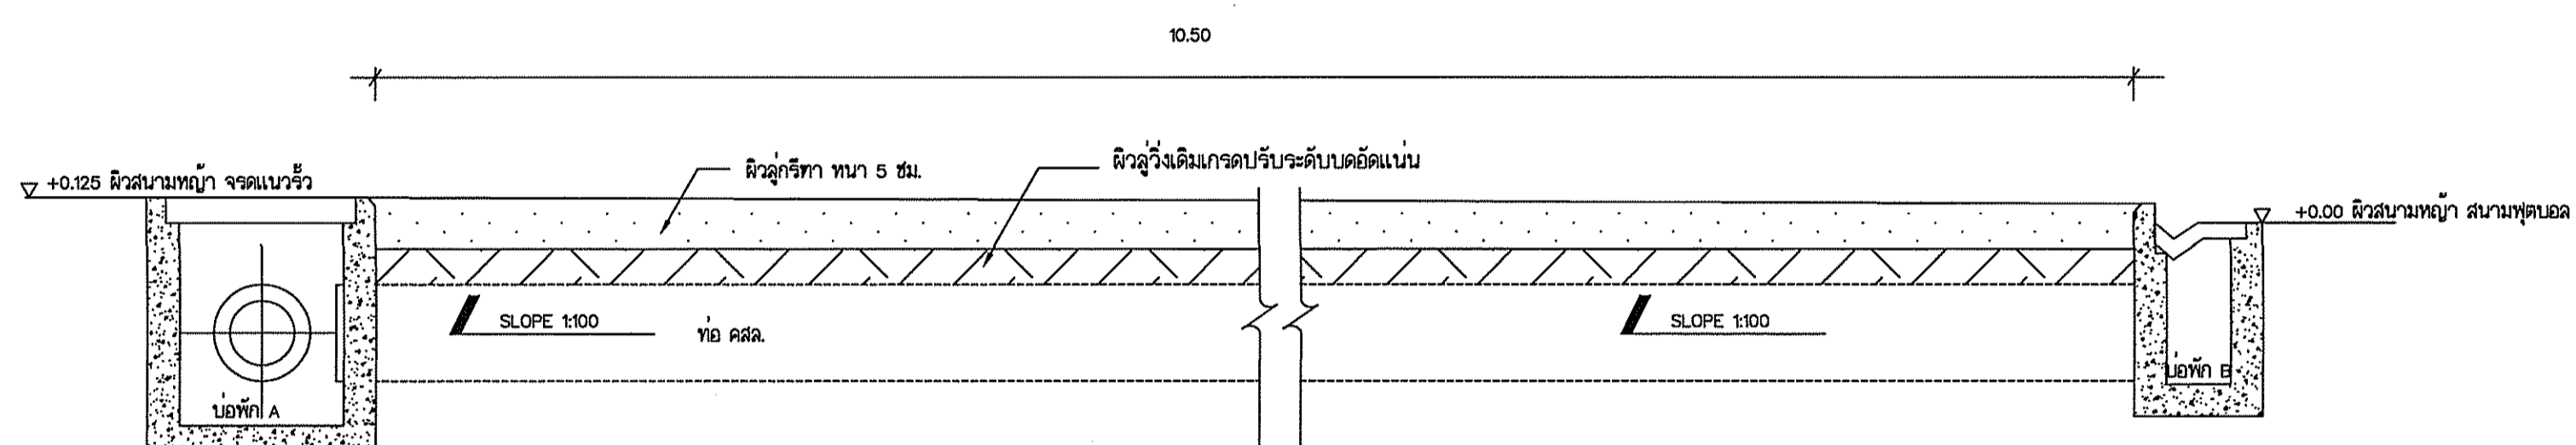 10.50
+0.125 ผิวสนามหญ้า จรดแนวรั้ว
ผิวลู่กรีฑา หนา 5 ซม.
ผิวลู่วิ่งเดิมเกรดปรับระดับบดอัดแน่น
+0.00 ผิวสนามหญ้า สนามฟุตบอล
SLOPE 1:100
ท่อ คสล.
SLOPE 1:100
บ่อพัก A
บ่อพัก B